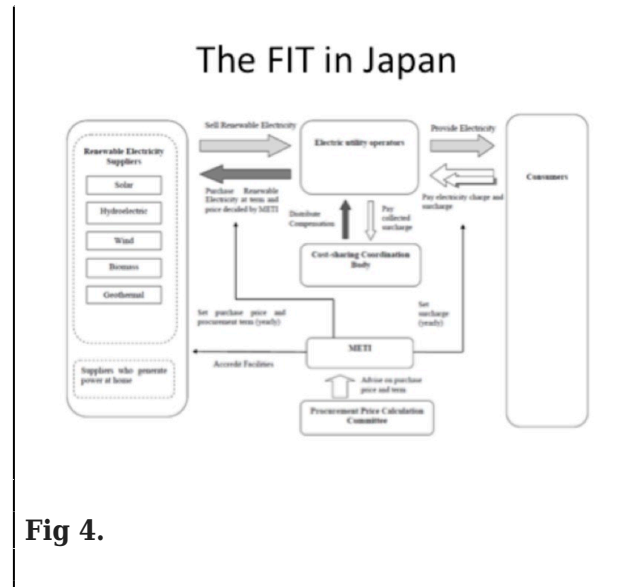 The FIT in Japan
Sell Renewable Electricity
Provide Electricity
Renewable Electricity
Suppliers
Solar
Hydroelectric
Wind
Biomass
Geothermal
Suppliers who generate
power at home
Purchase Renewable
Electricity at term and
price decided by METI
Electric utility operators
Distribute
Compensation
Pay
collected
surcharge
Cost-sharing Coordination
Body
Pay electricity charge and
surcharge
Consumers
Set purchase price and
procurement term (yearly)
Set
surcharge
(yearly)
METI
Accredit Facilities
Advise on purchase
price and term
Procurement Price Calculation
Committee
Fig 4.